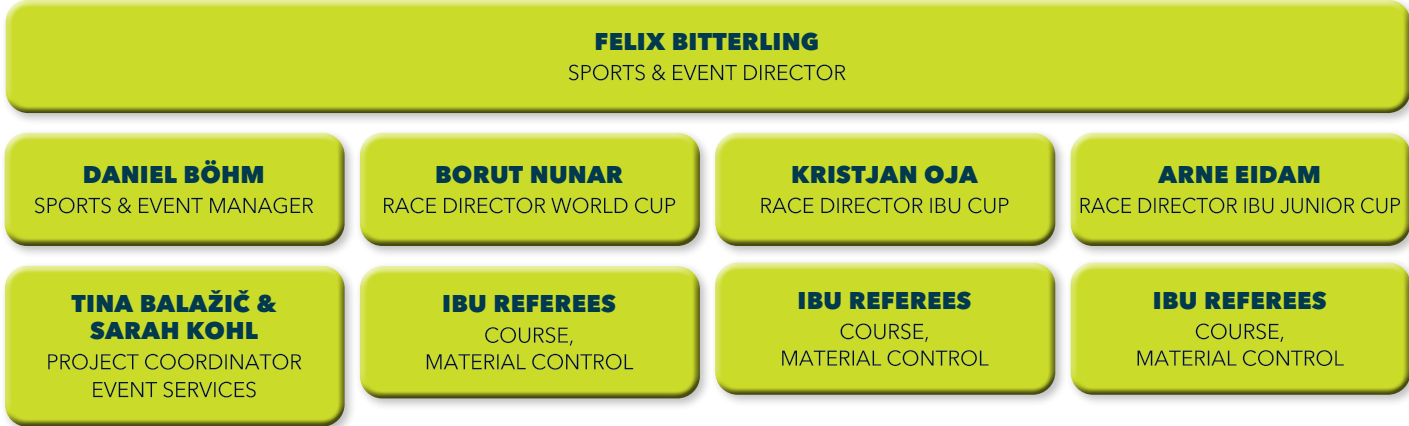 FELIX BITTERLING
SPORTS & EVENT DIRECTOR
DANIEL BÖHM
SPORTS & EVENT MANAGER
BORUT NUNAR
RACE DIRECTOR WORLD CUP
KRISTJAN OJA
RACE DIRECTOR IBU CUP
ARNE EIDAM
RACE DIRECTOR IBU JUNIOR CUP
TINA BALAŽIČ &
SARAH KOHL
PROJECT COORDINATOR
EVENT SERVICES
IBU REFEREES
COURSE,
MATERIAL CONTROL
IBU REFEREES
COURSE,
MATERIAL CONTROL
IBU REFEREES
COURSE,
MATERIAL CONTROL